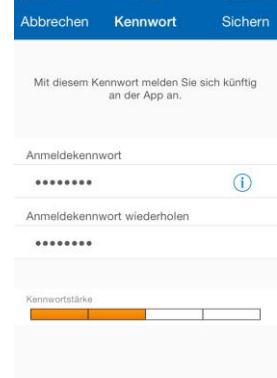 Abbrechen Kennwort Sichern
Mit diesem Kennwort melden Sie sich künftig
an der App an.
Anmeldekennwort
••••••••
Anmeldekennwort wiederholen
••••••••
Kennwortstärke